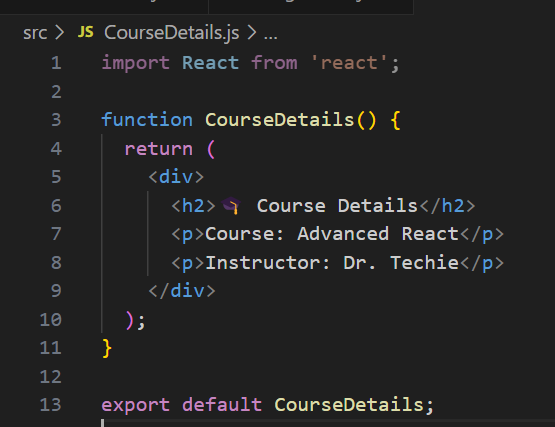 src > JS CourseDetails.js > ...
1 import React from 'react';
2
3 function CourseDetails() {
4   return (
5     <div>
6       <h2>🎓 Course Details</h2>
7       <p>Course: Advanced React</p>
8       <p>Instructor: Dr. Techie</p>
9     </div>
10   );
11 }
12
13 export default CourseDetails;